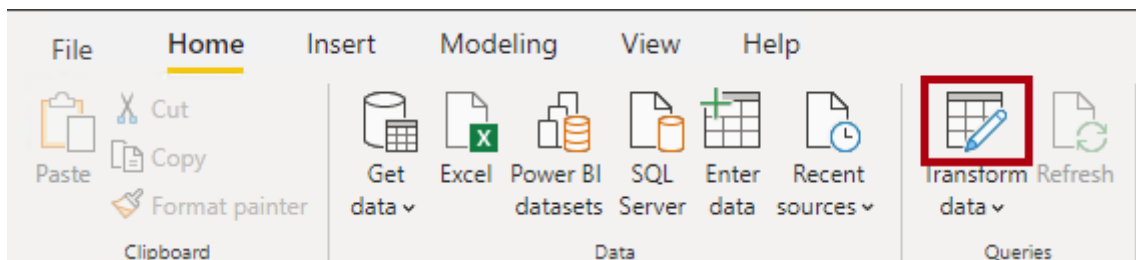 File Home Insert Modeling View Help
Cut
Copy
Format painter
Paste
Clipboard
Get data
Excel
Power BI datasets
SQL Server
Enter data
Recent sources
Data
Transform data
Refresh
Queries